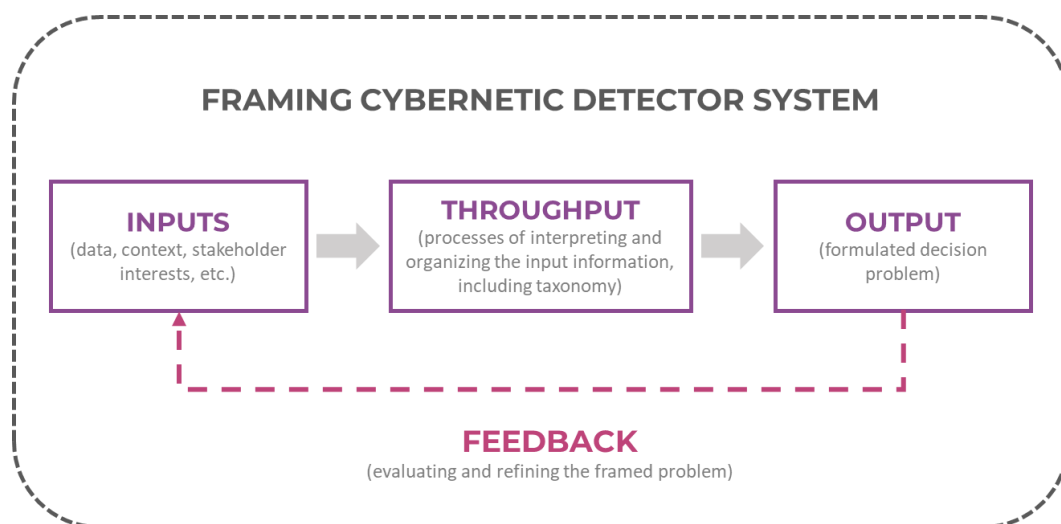 FRAMING CYBERNETIC DETECTOR SYSTEM
INPUTS
(data, context, stakeholder
interests, etc.)
THROUGHPUT
(processes of interpreting and
organizing the input information,
including taxonomy)
OUTPUT
(formulated decision
problem)
FEEDBACK
(evaluating and refining the framed problem)